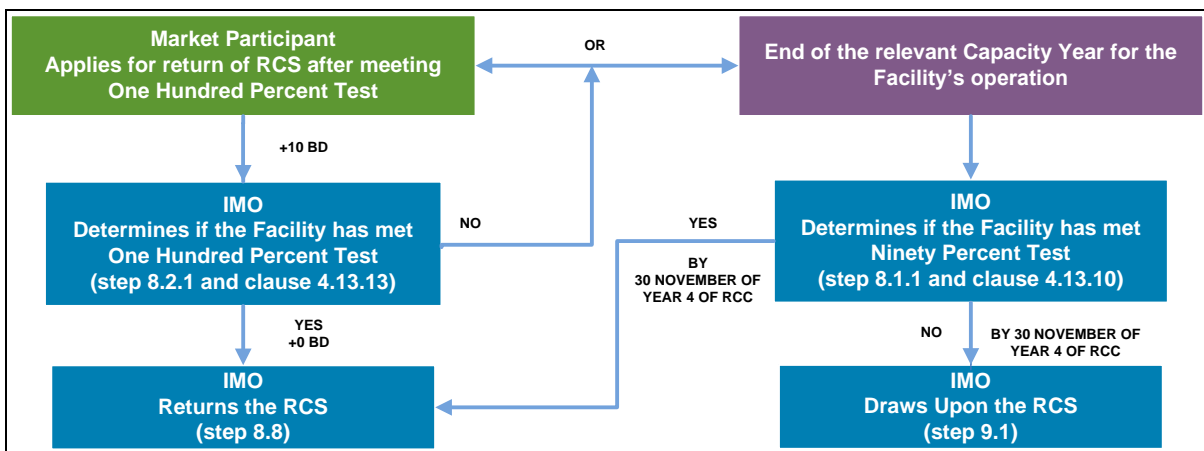 Market Participant
Applies for return of RCS after meeting
One Hundred Percent Test
OR
End of the relevant Capacity Year for the
Facility's operation
+10 BD
IMO
Determines if the Facility has met
One Hundred Percent Test
(step 8.2.1 and clause 4.13.13)
NO
YES
BY
30 NOVEMBER OF
YEAR 4 OF RCC
IMO
Determines if the Facility has met
Ninety Percent Test
(step 8.1.1 and clause 4.13.10)
YES
+0 BD
NO
BY 30 NOVEMBER OF
YEAR 4 OF RCC
IMO
Returns the RCS
(step 8.8)
IMO
Draws Upon the RCS
(step 9.1)